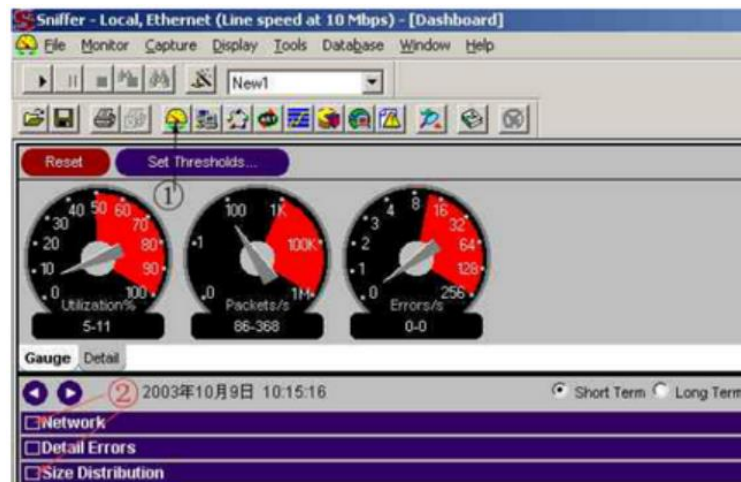 Sniffer - Local, Ethernet (Line speed at 10 Mbps) - [Dashboard]
File Monitor Capture Display Tools Database Window Help
New1
Reset Set Thresholds...
①
0 10 20 30 40 50 60 70 80 90 100
Utilization%
5-11
0 1 100 1K 100K 1M
Packets/s
86-368
0 1 2 3 4 8 16 32 64 128 256
Errors/s
0-0
Gauge Detail
② 2003年10月9日 10:15:16 Short Term Long Term
Network
Detail Errors
Size Distribution